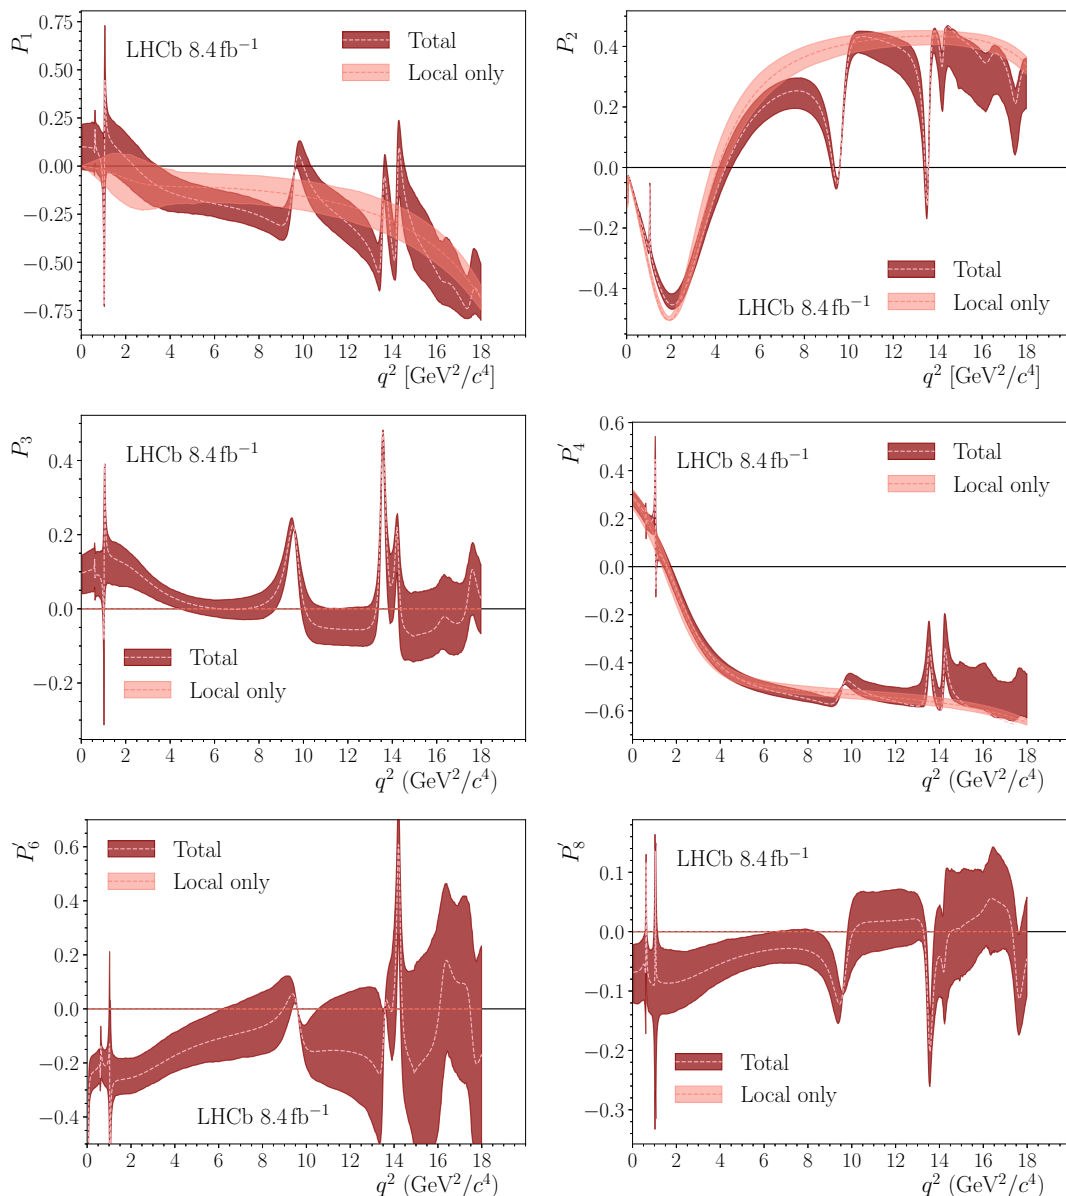 P₁
LHCb 8.4 fb⁻¹
Total
Local only
0.75
0.50
0.25
0.00
−0.25
−0.50
−0.75
0 2 4 6 8 10 12 14 16 18
q² [GeV²/c⁴]
P₂
0.4
0.2
0.0
−0.2
−0.4
Total
Local only
LHCb 8.4 fb⁻¹
0 2 4 6 8 10 12 14 16 18
q² [GeV²/c⁴]
P₃
LHCb 8.4 fb⁻¹
0.4
0.2
0.0
−0.2
Total
Local only
0 2 4 6 8 10 12 14 16 18
q² (GeV²/c⁴)
P′₄
LHCb 8.4 fb⁻¹
Total
Local only
0.6
0.4
0.2
0.0
−0.2
−0.4
−0.6
0 2 4 6 8 10 12 14 16 18
q² (GeV²/c⁴)
P′₆
Total
Local only
0.6
0.4
0.2
0.0
−0.2
−0.4
LHCb 8.4 fb⁻¹
0 2 4 6 8 10 12 14 16 18
q² (GeV²/c⁴)
P′₈
LHCb 8.4 fb⁻¹
0.1
0.0
−0.1
−0.2
−0.3
Total
Local only
0 2 4 6 8 10 12 14 16 18
q² (GeV²/c⁴)